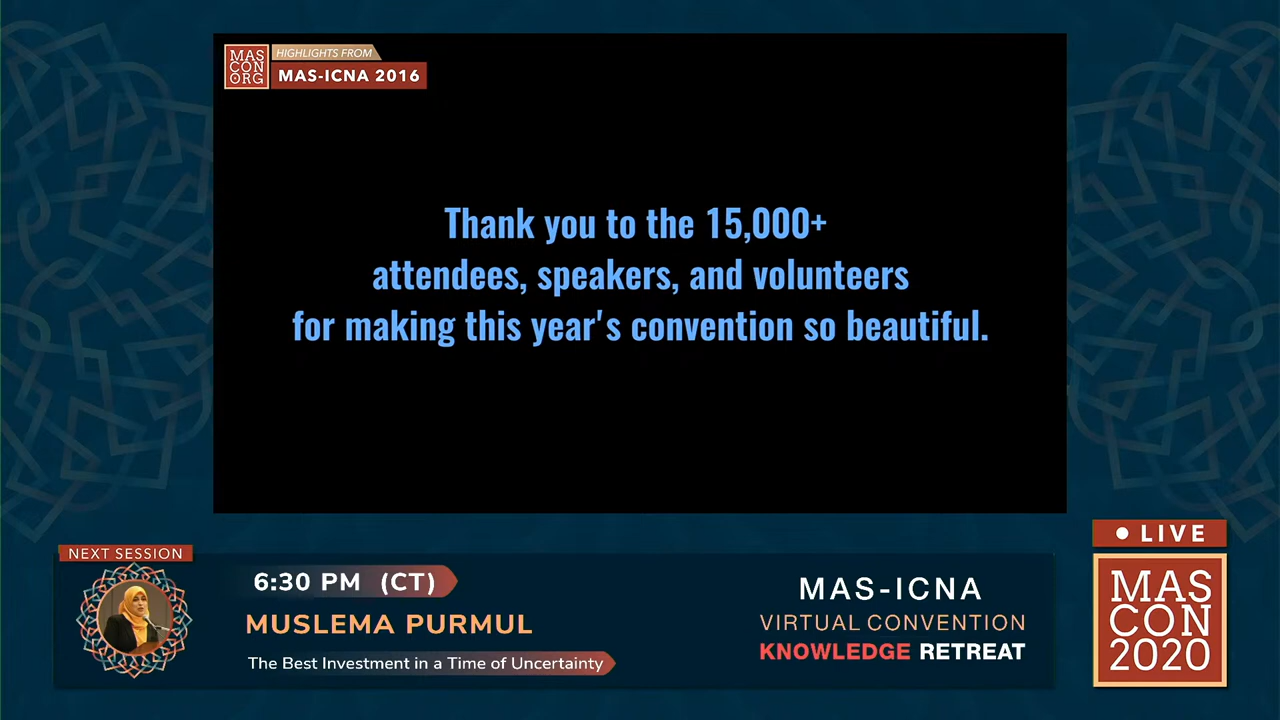 MAS
CON
ORG
HIGHLIGHTS FROM
MAS-ICNA 2016
Thank you to the 15,000+
attendees, speakers, and volunteers
for making this year's convention so beautiful.
NEXT SESSION
6:30 PM (CT)
MUSLEMA PURMUL
The Best Investment in a Time of Uncertainty
MAS-ICNA
VIRTUAL CONVENTION
KNOWLEDGE RETREAT
LIVE
MAS
CON
2020